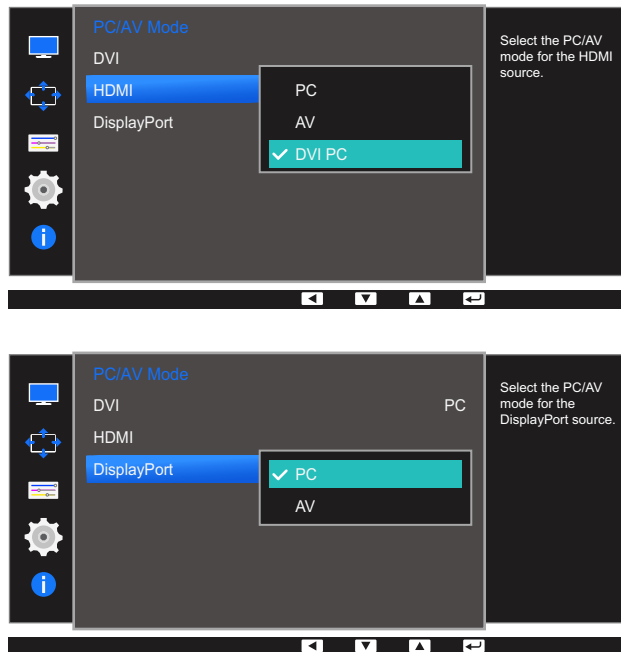 PC/AV Mode
DVI
HDMI
DisplayPort
PC
AV
DVI PC
Select the PC/AV
mode for the HDMI
source.
PC/AV Mode
DVI PC
HDMI
DisplayPort
PC
AV
Select the PC/AV
mode for the
DisplayPort source.